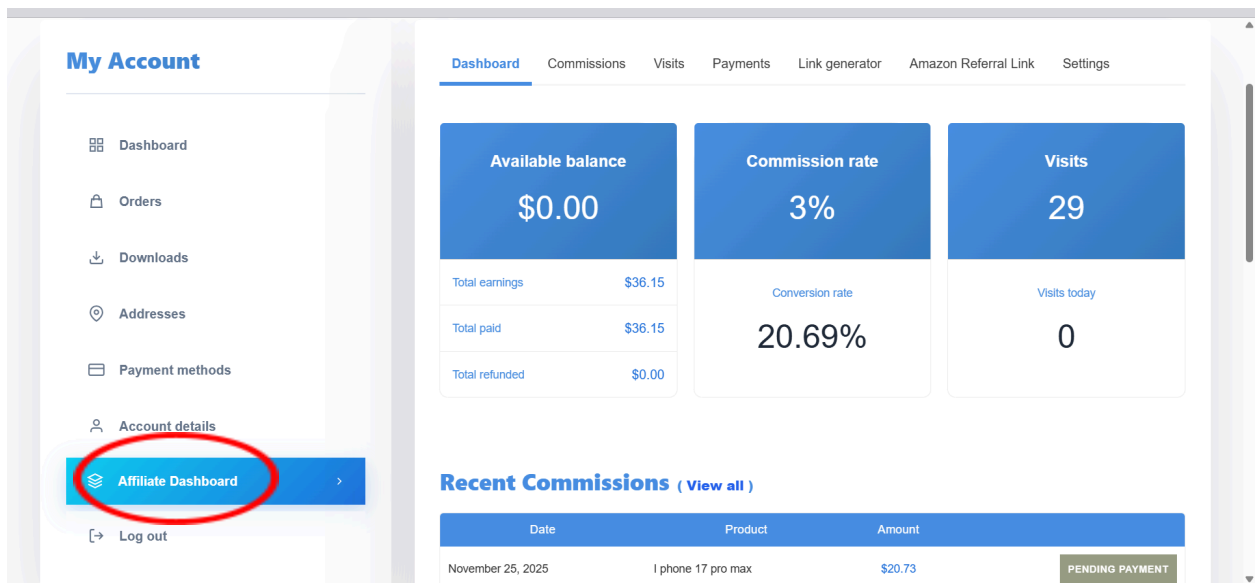 My Account
Dashboard
Orders
Downloads
Addresses
Payment methods
Account details
Affiliate Dashboard
Log out
Dashboard Commissions Visits Payments Link generator Amazon Referral Link Settings
Available balance
$0.00
Total earnings $36.15
Total paid $36.15
Total refunded $0.00
Commission rate
3%
Conversion rate
20.69%
Visits
29
Visits today
0
Recent Commissions ( View all )
Date Product Amount
November 25, 2025 I phone 17 pro max $20.73 PENDING PAYMENT